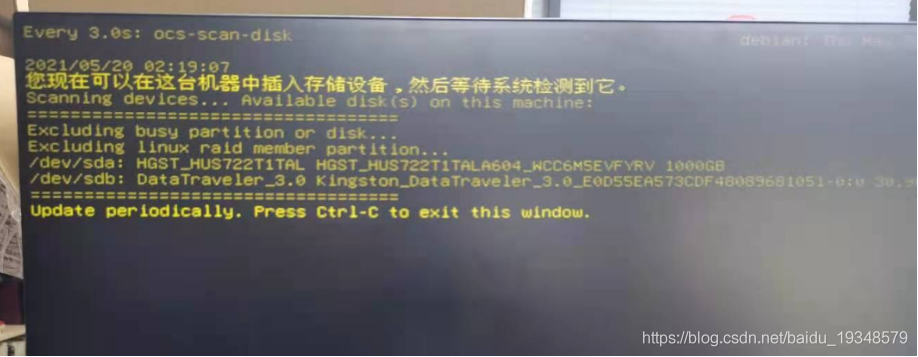 Every 3.0s: ocs-scan-disk
debian:
2021/05/20 02:19:07
您现在可以在这台机器中插入存储设备，然后等待系统检测到它。
Scanning devices... Available disk(s) on this machine:
===================================
Excluding busy partition or disk...
Excluding linux raid member partition...
/dev/sda: HGST_HUS722T1TAL HGST_HUS722T1TALA604_WCC6M5EVFYRV 1000GB
/dev/sdb: DataTraveler_3.0 Kingston_DataTraveler_3.0_E0D55EA573CDF48089681051-0:0
===================================
Update periodically. Press Ctrl-C to exit this window.
https://blog.csdn.net/baidu_19348579